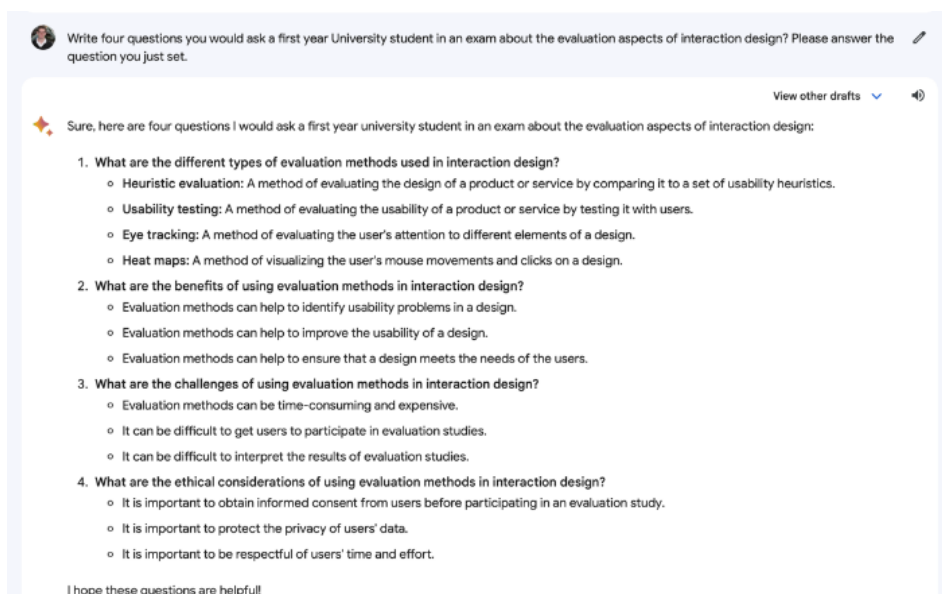 Write four questions you would ask a first year University student in an exam about the evaluation aspects of interaction design? Please answer the
question you just set.
View other drafts
Sure, here are four questions I would ask a first year university student in an exam about the evaluation aspects of interaction design:
1. What are the different types of evaluation methods used in interaction design?
Heuristic evaluation: A method of evaluating the design of a product or service by comparing it to a set of usability heuristics.
Usability testing: A method of evaluating the usability of a product or service by testing it with users.
Eye tracking: A method of evaluating the user's attention to different elements of a design.
Heat maps: A method of visualizing the user's mouse movements and clicks on a design.
2. What are the benefits of using evaluation methods in interaction design?
Evaluation methods can help to identify usability problems in a design.
Evaluation methods can help to improve the usability of a design.
Evaluation methods can help to ensure that a design meets the needs of the users.
3. What are the challenges of using evaluation methods in interaction design?
Evaluation methods can be time-consuming and expensive.
It can be difficult to get users to participate in evaluation studies.
It can be difficult to interpret the results of evaluation studies.
4. What are the ethical considerations of using evaluation methods in interaction design?
It is important to obtain informed consent from users before participating in an evaluation study.
It is important to protect the privacy of users' data.
It is important to be respectful of users' time and effort.
I hope these questions are helpful!